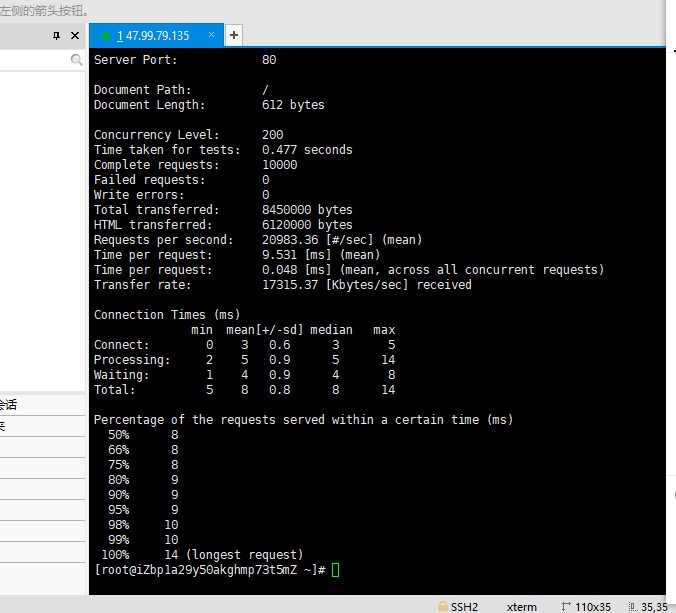 左侧的箭头按钮。
1 47.99.79.135 × +
Server Port:            80
Document Path:          /
Document Length:        612 bytes
Concurrency Level:      200
Time taken for tests:   0.477 seconds
Complete requests:      10000
Failed requests:        0
Write errors:           0
Total transferred:      8450000 bytes
HTML transferred:       6120000 bytes
Requests per second:    20983.36 [#/sec] (mean)
Time per request:       9.531 [ms] (mean)
Time per request:       0.048 [ms] (mean, across all concurrent requests)
Transfer rate:          17315.37 [Kbytes/sec] received
Connection Times (ms)
              min  mean[+/-sd] median   max
Connect:        0    3   0.6      3       5
Processing:     2    5   0.9      5      14
Waiting:        1    4   0.9      4       8
Total:          5    8   0.8      8      14
Percentage of the requests served within a certain time (ms)
  50%      8
  66%      8
  75%      8
  80%      9
  90%      9
  95%      9
  98%     10
  99%     10
 100%     14 (longest request)
[root@iZbp1a29y50akghmp73t5mZ ~]#
会话
SSH2 xterm 110x35 35,35